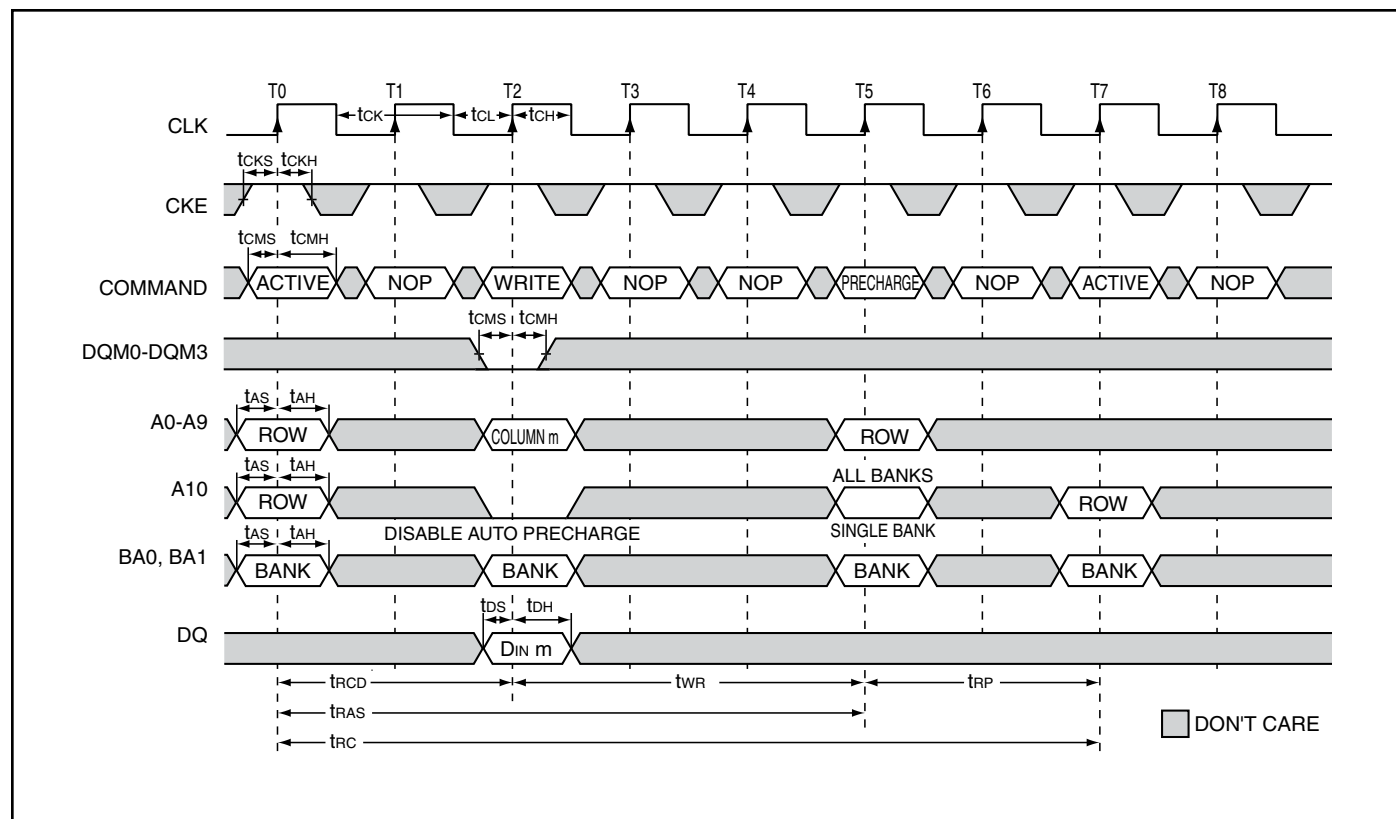 T0 T1 T2 T3 T4 T5 T6 T7 T8
CLK tCK tCL tCH
tCKS tCKH
CKE
tCMS tCMH
COMMAND ACTIVE NOP WRITE NOP NOP PRECHARGE NOP ACTIVE NOP
tCMS tCMH
DQM0-DQM3
tAS tAH
A0-A9 ROW COLUMN m ROW
tAS tAH ALL BANKS
A10 ROW ROW
tAS tAH DISABLE AUTO PRECHARGE SINGLE BANK
BA0, BA1 BANK BANK BANK BANK
tDS tDH
DQ DIN m
tRCD tWR tRP
tRAS
tRC
DON'T CARE